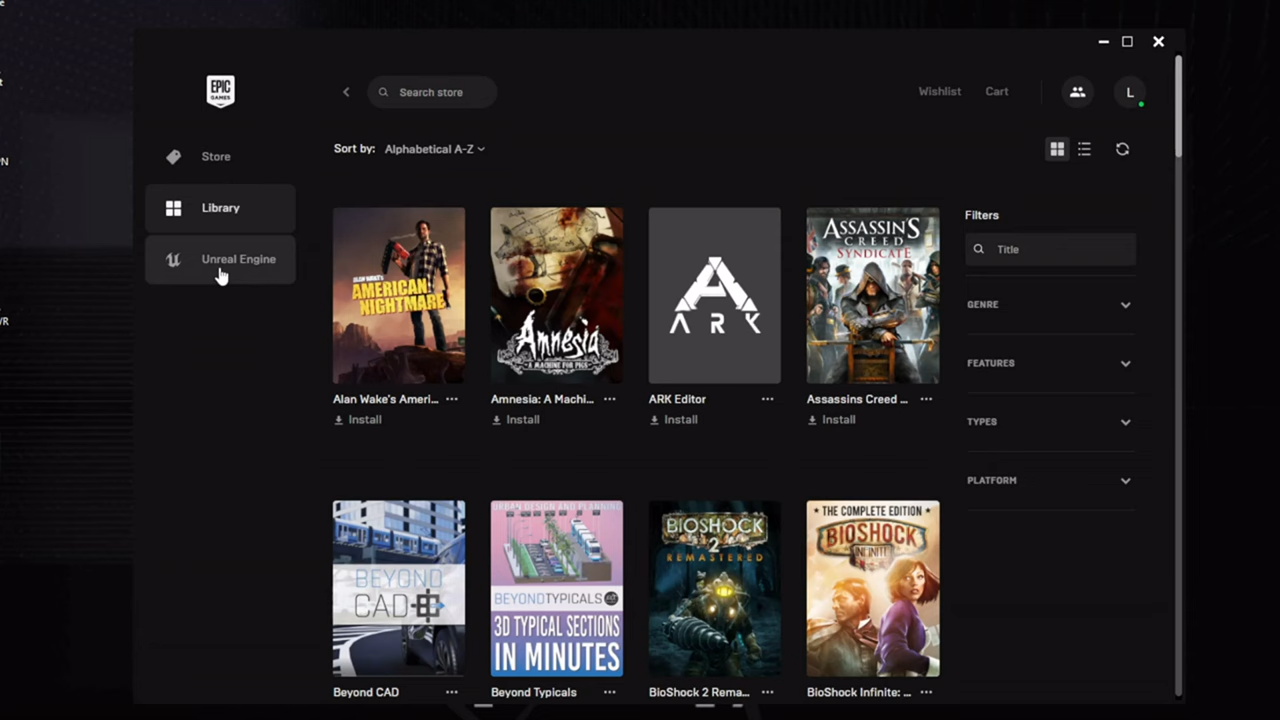 EPIC
GAMES
Search store
Wishlist
Cart
L
Store
Library
Unreal Engine
Sort by: Alphabetical A-Z
ALAN WAKE'S
AMERICAN
NIGHTMARE
Amnesia
A MACHINE FOR PIGS
ARK
ASSASSIN'S
CREED
SYNDICATE
Alan Wake's Ameri...
Install
Amnesia: A Machi...
Install
ARK Editor
Install
Assassins Creed ...
Install
Filters
Title
GENRE
FEATURES
TYPES
PLATFORM
BEYOND
CAD
URBAN DESIGN AND PLANNING
BEYONDTYPICALS
3D TYPICAL SECTIONS
IN MINUTES
BIOSHOCK
2
REMASTERED
THE COMPLETE EDITION
BIOSHOCK
INFINITE
Beyond CAD
Beyond Typicals
BioShock 2 Rema...
BioShock Infinite: ...
PN
/R